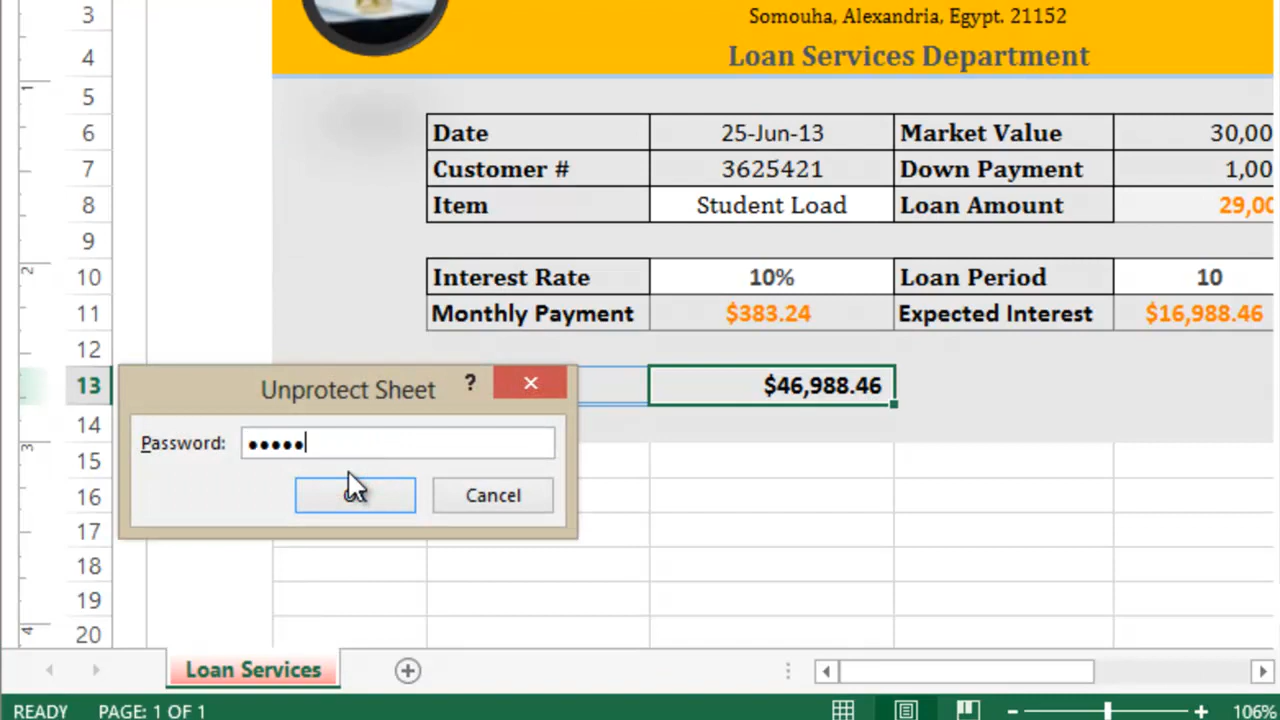 3
Somouha, Alexandria, Egypt. 21152
4
Loan Services Department
1
5
6 Date 25-Jun-13 Market Value 30,00
7 Customer # 3625421 Down Payment 1,00
8 Item Student Load Loan Amount 29,00
9
2
10 Interest Rate 10% Loan Period 10
11 Monthly Payment $383.24 Expected Interest $16,988.46
12
13 $46,988.46
Unprotect Sheet ? ×
14
Password: •••••
3
15
16
Cancel
17
18
19
4
20
Loan Services
READY PAGE: 1 OF 1 106%